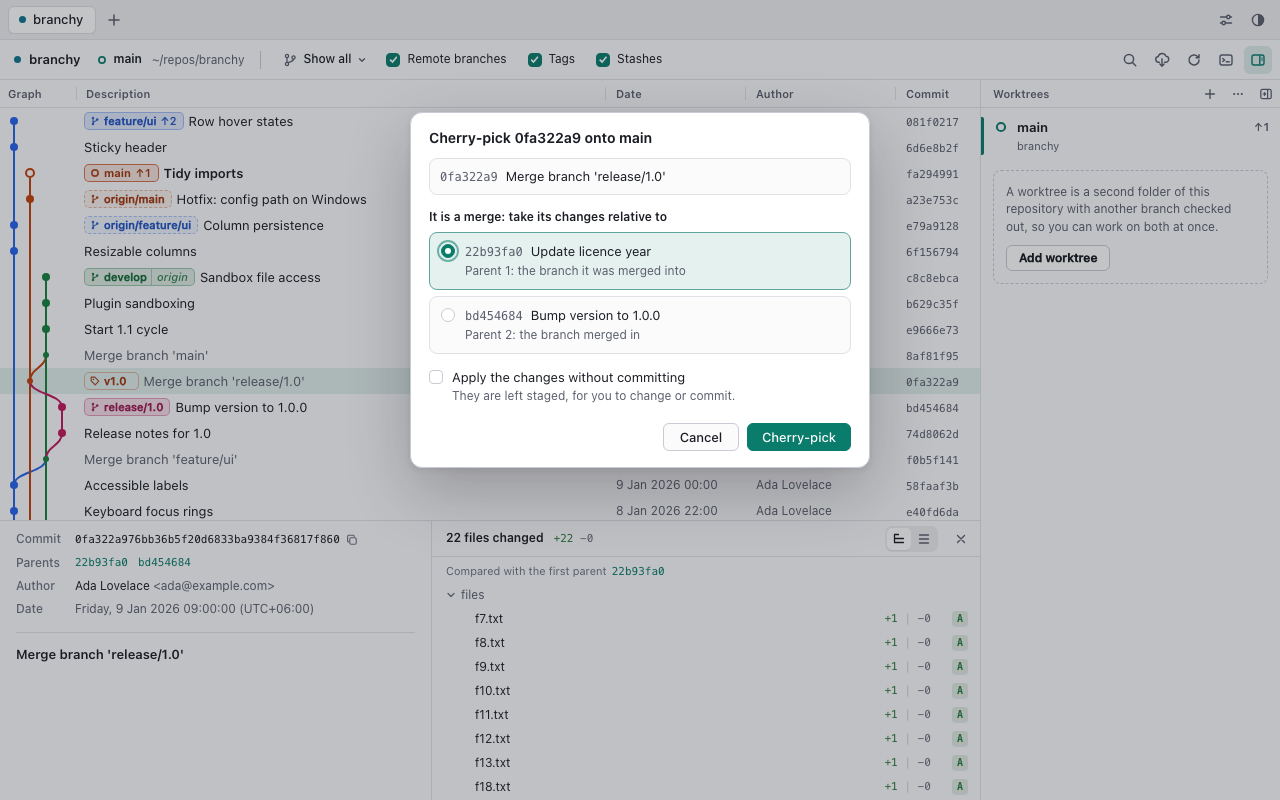 branchy
branchy main ~/repos/branchy Show all Remote branches Tags Stashes
Graph Description Date Author Commit Worktrees
feature/ui ↑2 Row hover states 081f0217
Sticky header 6d6e8b2f
main ↑1 Tidy imports fa294991
origin/main Hotfix: config path on Windows a23e753c
origin/feature/ui Column persistence e79a9128
Resizable columns 6f156794
develop origin Sandbox file access c8c8ebca
Plugin sandboxing b629c35f
Start 1.1 cycle e9666e73
Merge branch 'main' 8af81f95
v1.0 Merge branch 'release/1.0' 0fa322a9
release/1.0 Bump version to 1.0.0 bd454684
Release notes for 1.0 74d8062d
Merge branch 'feature/ui' f0b5f141
Accessible labels 9 Jan 2026 00:00 Ada Lovelace 58faaf3b
Keyboard focus rings 8 Jan 2026 22:00 Ada Lovelace e40fd6da
Cherry-pick 0fa322a9 onto main
0fa322a9 Merge branch 'release/1.0'
It is a merge: take its changes relative to
22b93fa0 Update licence year
Parent 1: the branch it was merged into
bd454684 Bump version to 1.0.0
Parent 2: the branch merged in
Apply the changes without committing
They are left staged, for you to change or commit.
Cancel Cherry-pick
main ↑1
branchy
A worktree is a second folder of this
repository with another branch checked
out, so you can work on both at once.
Add worktree
Commit 0fa322a976bb36b5f20d6833ba9384f36817f860
Parents 22b93fa0 bd454684
Author Ada Lovelace <ada@example.com>
Date Friday, 9 Jan 2026 09:00:00 (UTC+06:00)
Merge branch 'release/1.0'
22 files changed +22 −0
Compared with the first parent 22b93fa0
files
f7.txt +1 −0 A
f8.txt +1 −0 A
f9.txt +1 −0 A
f10.txt +1 −0 A
f11.txt +1 −0 A
f12.txt +1 −0 A
f13.txt +1 −0 A
f18.txt +1 −0 A